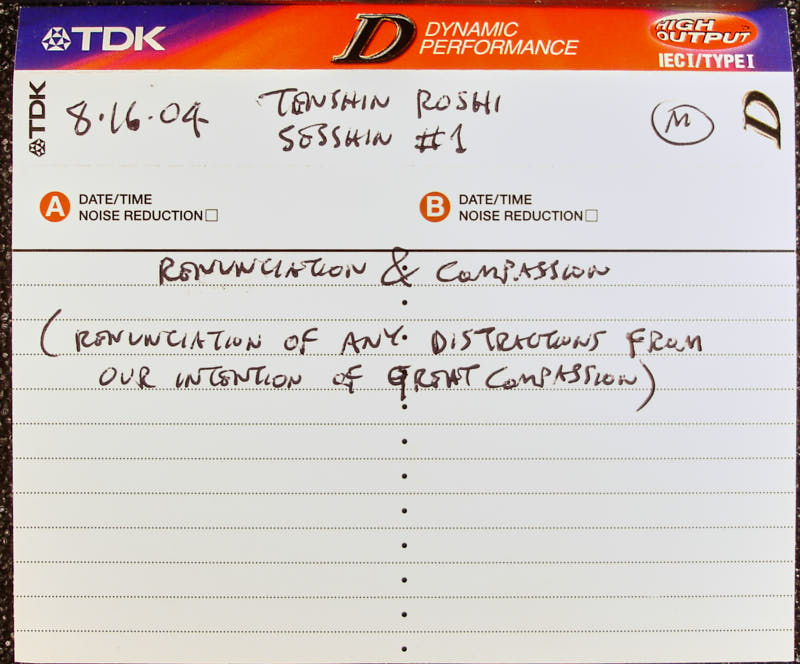 TDK
D DYNAMIC PERFORMANCE
HIGH OUTPUT
IEC I/TYPE I
TDK
8.16.04 TENSHIN ROSHI
SESSHIN #1
M
D
A DATE/TIME
NOISE REDUCTION
B DATE/TIME
NOISE REDUCTION
RENUNCIATION & COMPASSION
(RENUNCIATION OF ANY DISTRACTIONS FROM
OUR INTENTION OF GREAT COMPASSION)